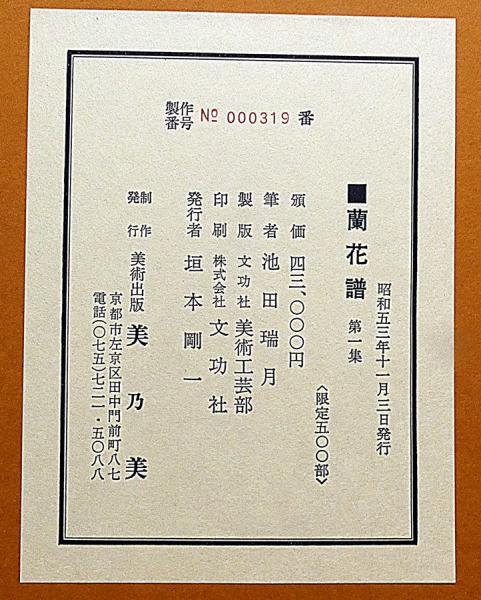 製作番号 № 000319 番
昭和五三年十一月三日発行
■蘭花譜 第一集
〈限定五〇〇部〉
頒価 四三、〇〇〇円
筆者 池田瑞月
製版 文功社美術工芸部
印刷 株式会社 文功社
発行者 垣本剛一
制作
発行 美術出版 美乃美
京都市左京区田中門前町八七
電話(〇七五)七二一・五〇八八